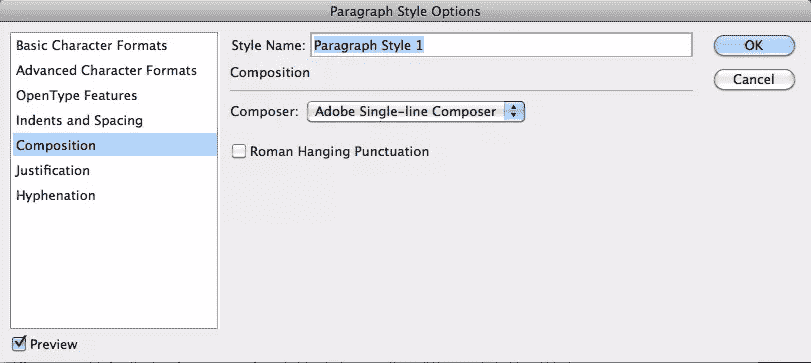 Paragraph Style Options
Basic Character Formats
Advanced Character Formats
OpenType Features
Indents and Spacing
Composition
Justification
Hyphenation
Preview
Style Name: Paragraph Style 1
Composition
Composer: Adobe Single-line Composer
Roman Hanging Punctuation
OK
Cancel